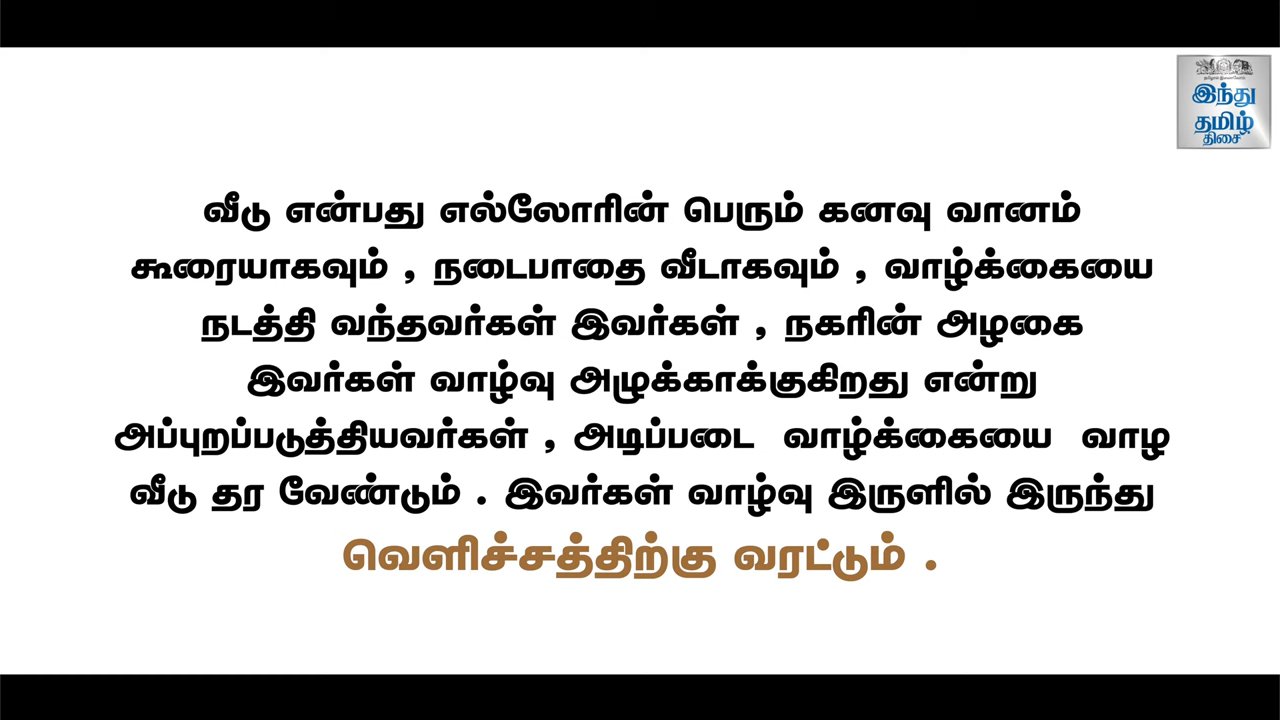 இந்து
தமிழ்
திசை
வீடு என்பது எல்லோரின் பெரும் கனவு வானம்
கூரையாகவும் , நடைபாதை வீடாகவும் , வாழ்க்கையை
நடத்தி வந்தவர்கள் இவர்கள் , நகரின் அழகை
இவர்கள் வாழ்வு அழுக்காக்குகிறது என்று
அப்புறப்படுத்தியவர்கள் , அடிப்படை வாழ்க்கையை வாழ
வீடு தர வேண்டும் . இவர்கள் வாழ்வு இருளில் இருந்து
வெளிச்சத்திற்கு வரட்டும் .